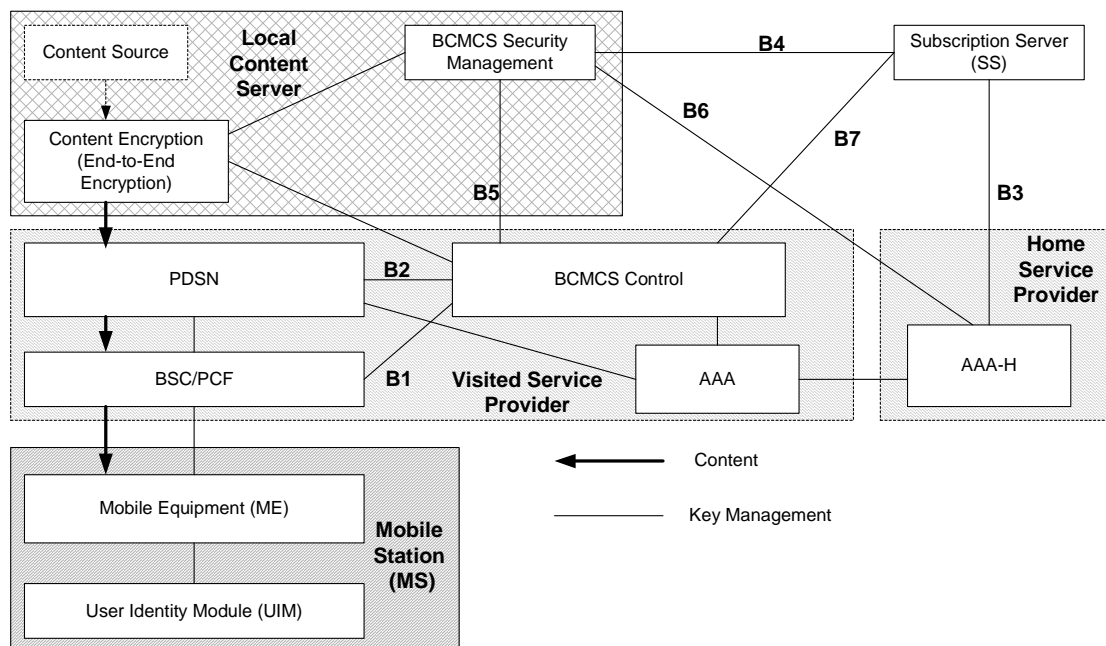 Content Source
Local
Content
Server
BCMCS Security
Management
B4
Subscription Server
(SS)
B6
B7
Content Encryption
(End-to-End
Encryption)
B5
B3
Home
Service
Provider
PDSN
B2
BCMCS Control
BSC/PCF
B1
Visited Service
Provider
AAA
AAA-H
Content
Mobile Equipment (ME)
Key Management
Mobile
Station
(MS)
User Identity Module (UIM)